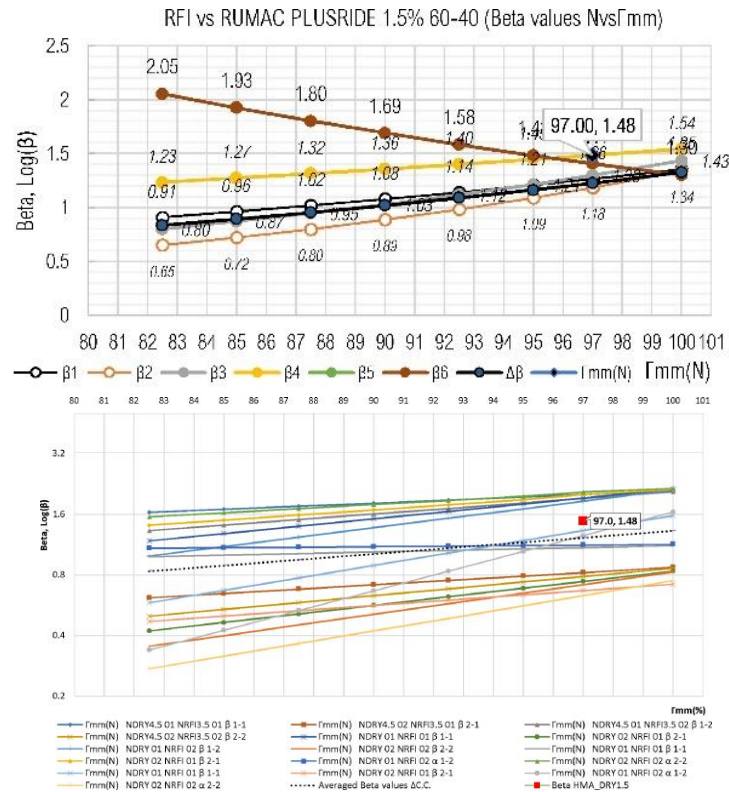 RFI vs RUMAC PLUSRIDE 1.5% 60-40 (Beta values NvsΓmm)
Beta, Log(β)
2.5
2
1.5
1
0.5
0
2.05 1.93 1.80 1.69 1.58
97.00, 1.48
1.54
1.43
1.34
1.23 1.27 1.32 1.36 1.40
0.91 0.96 1.02 1.08 1.14 1.21
0.80 0.87 0.95 1.03 1.12
0.65 0.72 0.80 0.89 0.98 1.09 1.18
80 81 82 83 84 85 86 87 88 89 90 91 92 93 94 95 96 97 98 99 100 101
β1 β2 β3 β4 β5 β6 Δβ Γmm(N) Γmm(N)
80 81 82 83 84 85 86 87 88 89 90 91 92 93 94 95 96 97 98 99 100 101
Beta, Log(β)
3.2
1.6
0.8
0.4
0.2
97.0, 1.48
Γmm(%)
Γmm(N) NDRY4.5 01 NRFI3.5 01 β 1-1 Γmm(N) NDRY4.5 02 NRFI3.5 01 β 2-1 Γmm(N) NDRY4.5 01 NRFI3.5 02 β 1-2
Γmm(N) NDRY4.5 02 NRFI3.5 02 β 2-2 Γmm(N) NDRY 01 NRFI 01 β 1-1 Γmm(N) NDRY 02 NRFI 01 β 2-1
Γmm(N) NDRY 01 NRFI 02 β 1-2 Γmm(N) NDRY 02 NRFI 02 β 2-2 Γmm(N) NDRY 01 NRFI 01 β 1-1
Γmm(N) NDRY 02 NRFI 01 β 2-1 Γmm(N) NDRY 01 NRFI 02 α 1-2 Γmm(N) NDRY 02 NRFI 02 α 2-2
Γmm(N) NDRY 01 NRFI 01 β 1-1 Γmm(N) NDRY 02 NRFI 01 β 2-1 Γmm(N) NDRY 01 NRFI 02 α 1-2
Γmm(N) NDRY 02 NRFI 02 α 2-2 Averaged Beta values ΔC.C. Beta HMA_DRY1.5